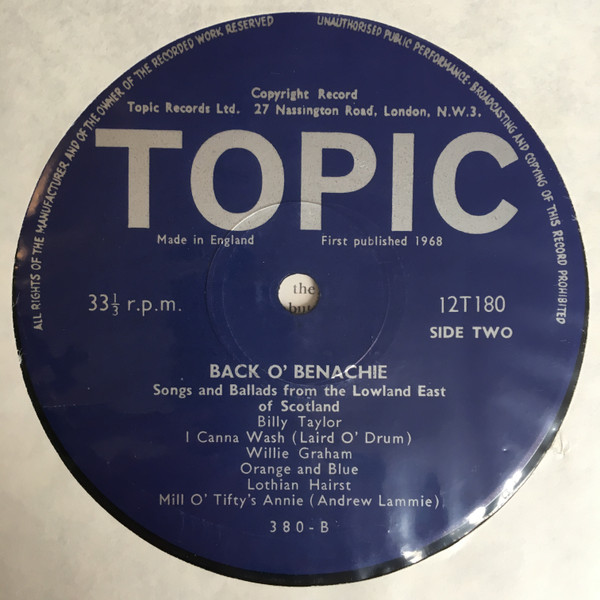 ALL RIGHTS OF THE MANUFACTURER AND OF THE OWNER OF THE RECORDED WORK RESERVED
UNAUTHORISED PUBLIC PERFORMANCE · BROADCASTING AND COPYING OF THIS RECORD PROHIBITED
Copyright Record
Topic Records Ltd. 27 Nassington Road, London, N.W.3.
TOPIC
Made in England First published 1968
the
but
33⅓ r.p.m. 12T180
SIDE TWO
BACK O' BENACHIE
Songs and Ballads from the Lowland East
of Scotland
Billy Taylor
I Canna Wash (Laird O' Drum)
Willie Graham
Orange and Blue
Lothian Hairst
Mill O' Tifty's Annie (Andrew Lammie)
380-B